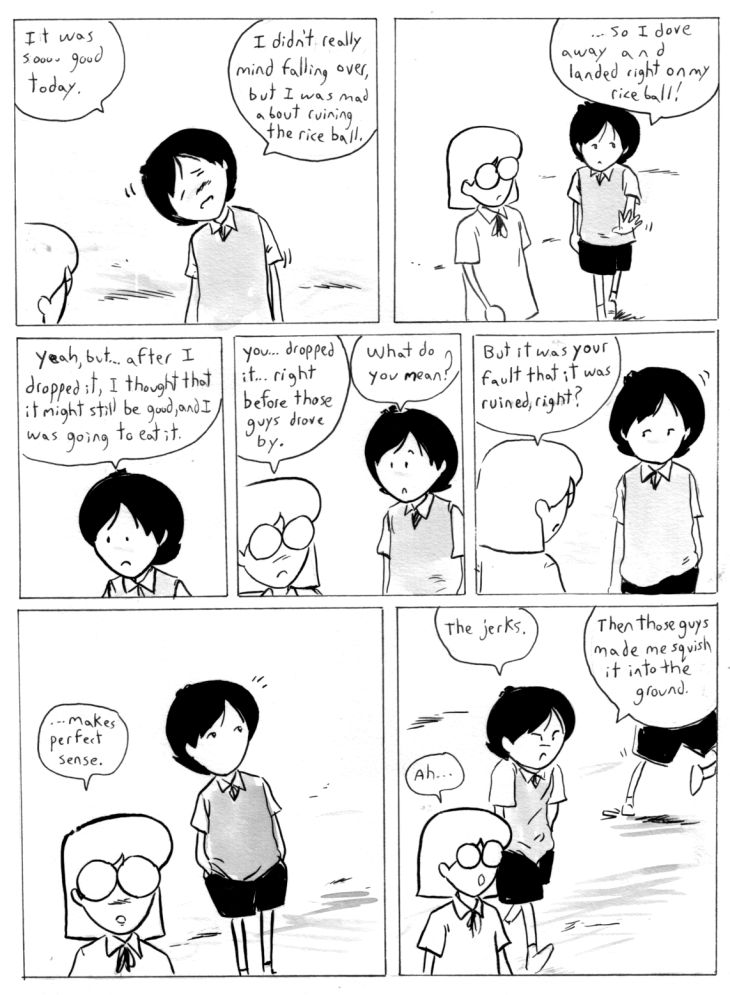 ...so I dove
away and
landed right on my
rice ball!
I didn't really
mind falling over,
but I was mad
about ruining
the rice ball.
It was
soooo good
today.
But it was your
fault that it was
ruined, right?
What do
you mean?
you... dropped
it... right
before those
guys drove
by.
Yeah, but... after I
dropped it, I thought that
it might still be good, and I
was going to eat it.
Then those guys
made me squish
it into the
ground.
The jerks.
Ah...
...makes
perfect
sense.